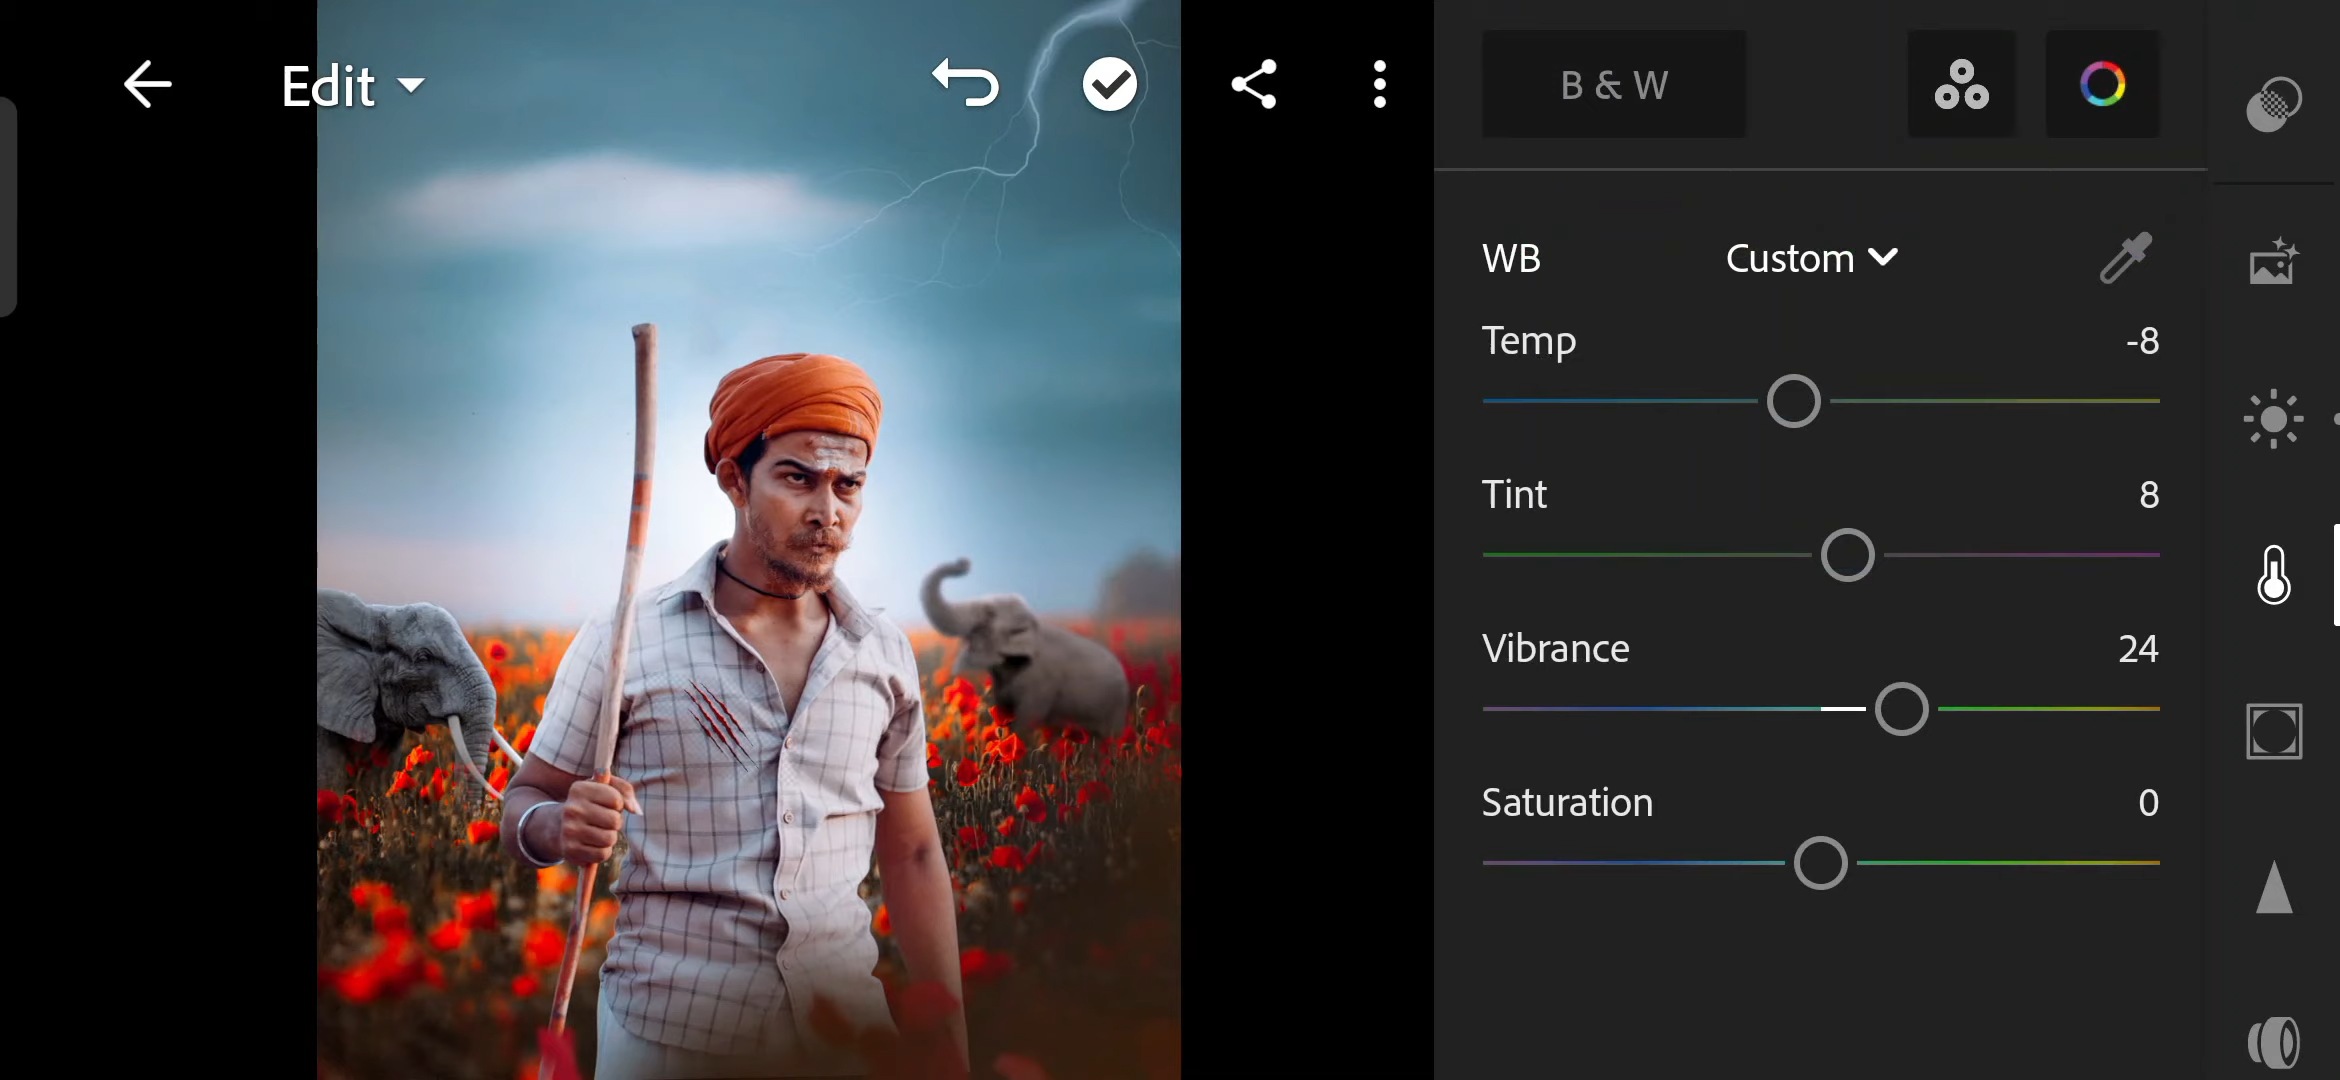 Edit
B & W
WB Custom
Temp -8
Tint 8
Vibrance 24
Saturation 0